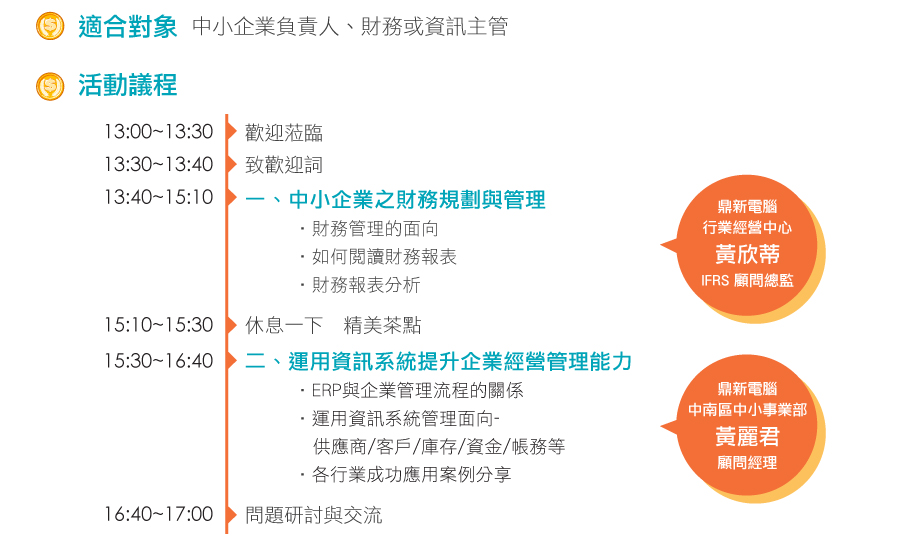 適合對象 中小企業負責人、財務或資訊主管
活動議程
13:00~13:30 歡迎蒞臨
13:30~13:40 致歡迎詞
13:40~15:10 一、中小企業之財務規劃與管理
・財務管理的面向
・如何閱讀財務報表
・財務報表分析
鼎新電腦
行業經營中心
黃欣蒂
IFRS 顧問總監
15:10~15:30 休息一下 精美茶點
15:30~16:40 二、運用資訊系統提升企業經營管理能力
・ERP與企業管理流程的關係
・運用資訊系統管理面向-
供應商/客戶/庫存/資金/帳務等
・各行業成功應用案例分享
鼎新電腦
中南區中小事業部
黃麗君
顧問經理
16:40~17:00 問題研討與交流